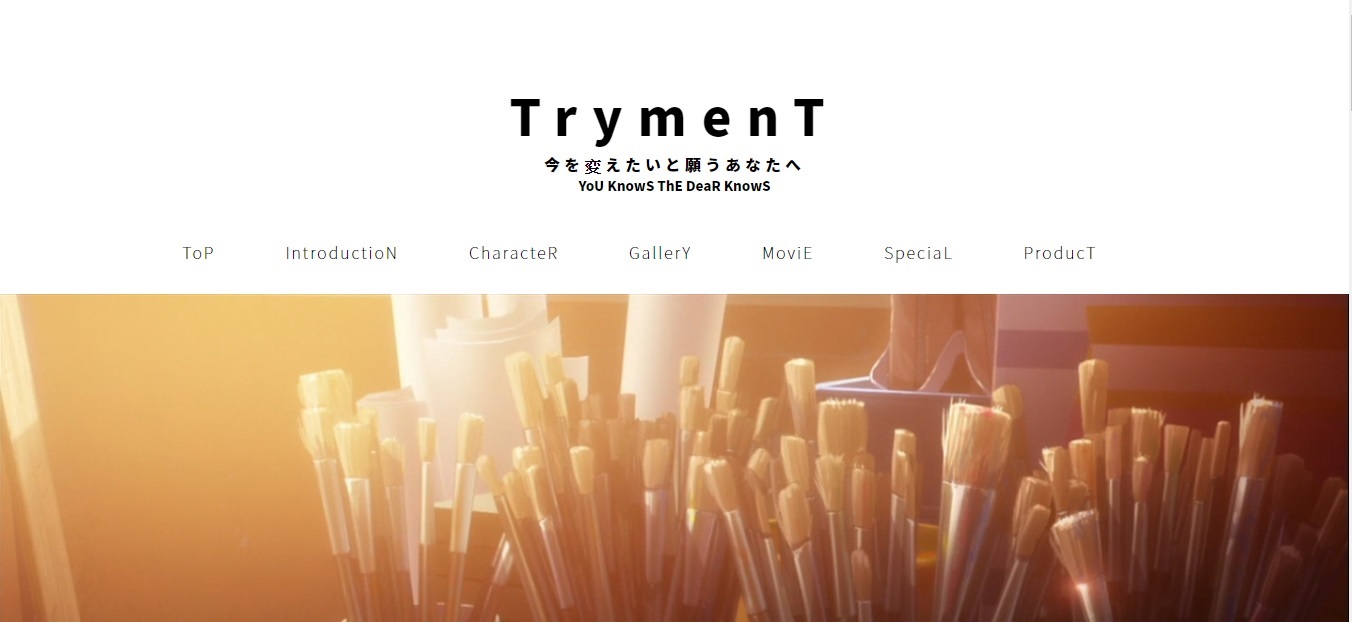 TrymenT
今を変えたいと願うあなたへ
YoU KnowS ThE DeaR KnowS
ToP IntroductioN CharacteR GallerY MoviE SpeciaL ProducT